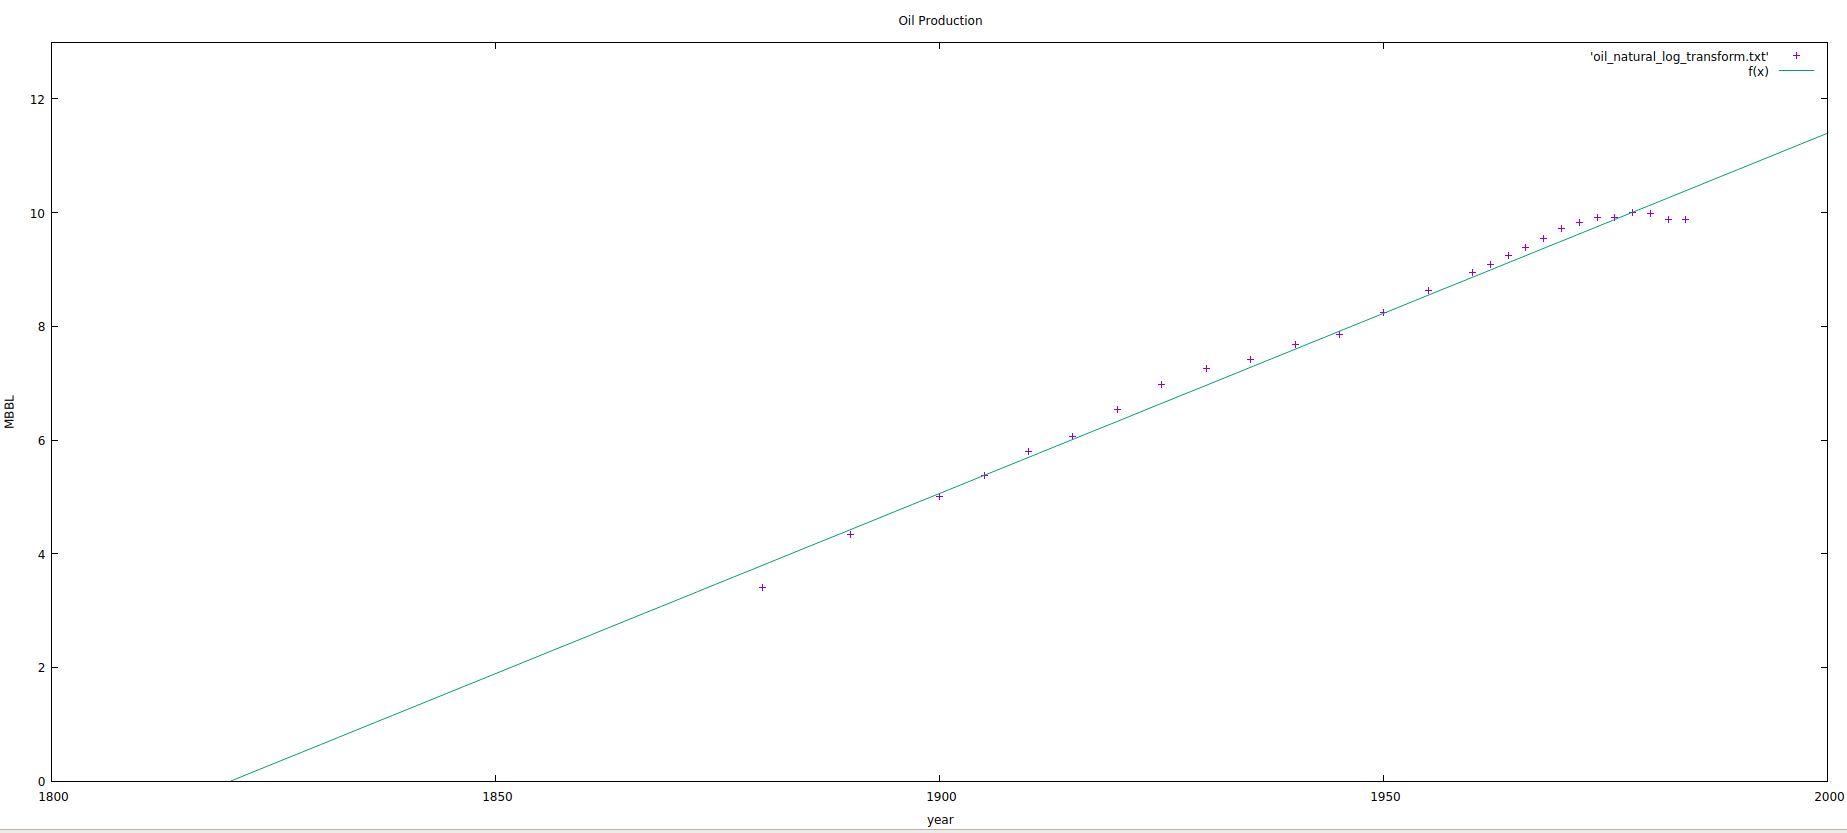 Oil Production
'oil_natural_log_transform.txt'
f(x)
12
10
8
6
4
2
0
MBBL
1800 1850 1900 1950 2000
year